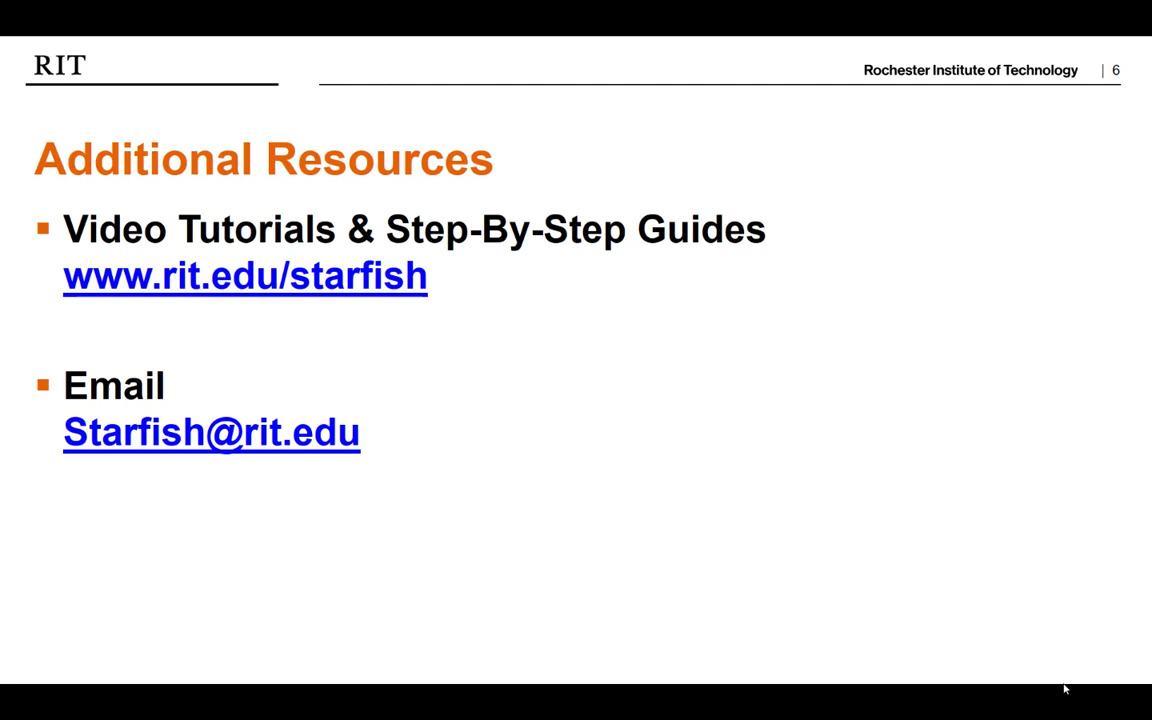 RIT
Rochester Institute of Technology | 6
Additional Resources
▪ Video Tutorials & Step-By-Step Guides
www.rit.edu/starfish
▪ Email
Starfish@rit.edu